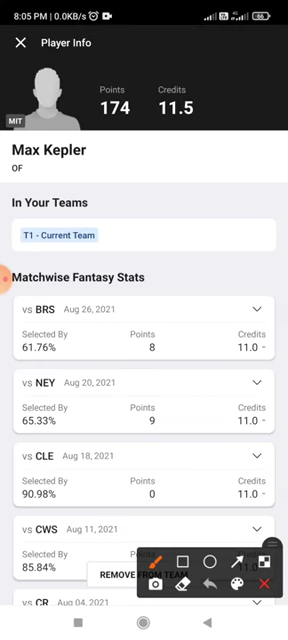 8:05 PM | 0.0KB/s
66
Player Info
Points
Credits
174
11.5
MIT
Max Kepler
OF
In Your Teams
T1 - Current Team
Matchwise Fantasy Stats
vs BRS Aug 26, 2021
Selected By Points Credits
61.76% 8 11.0 -
vs NEY Aug 20, 2021
Selected By Points Credits
65.33% 9 11.0 -
vs CLE Aug 18, 2021
Selected By Points Credits
90.98% 0 11.0 -
vs CWS Aug 11, 2021
Selected By Points
85.84% 11.0
REMOVE FROM TEAM
vs CR Aug 04, 2021